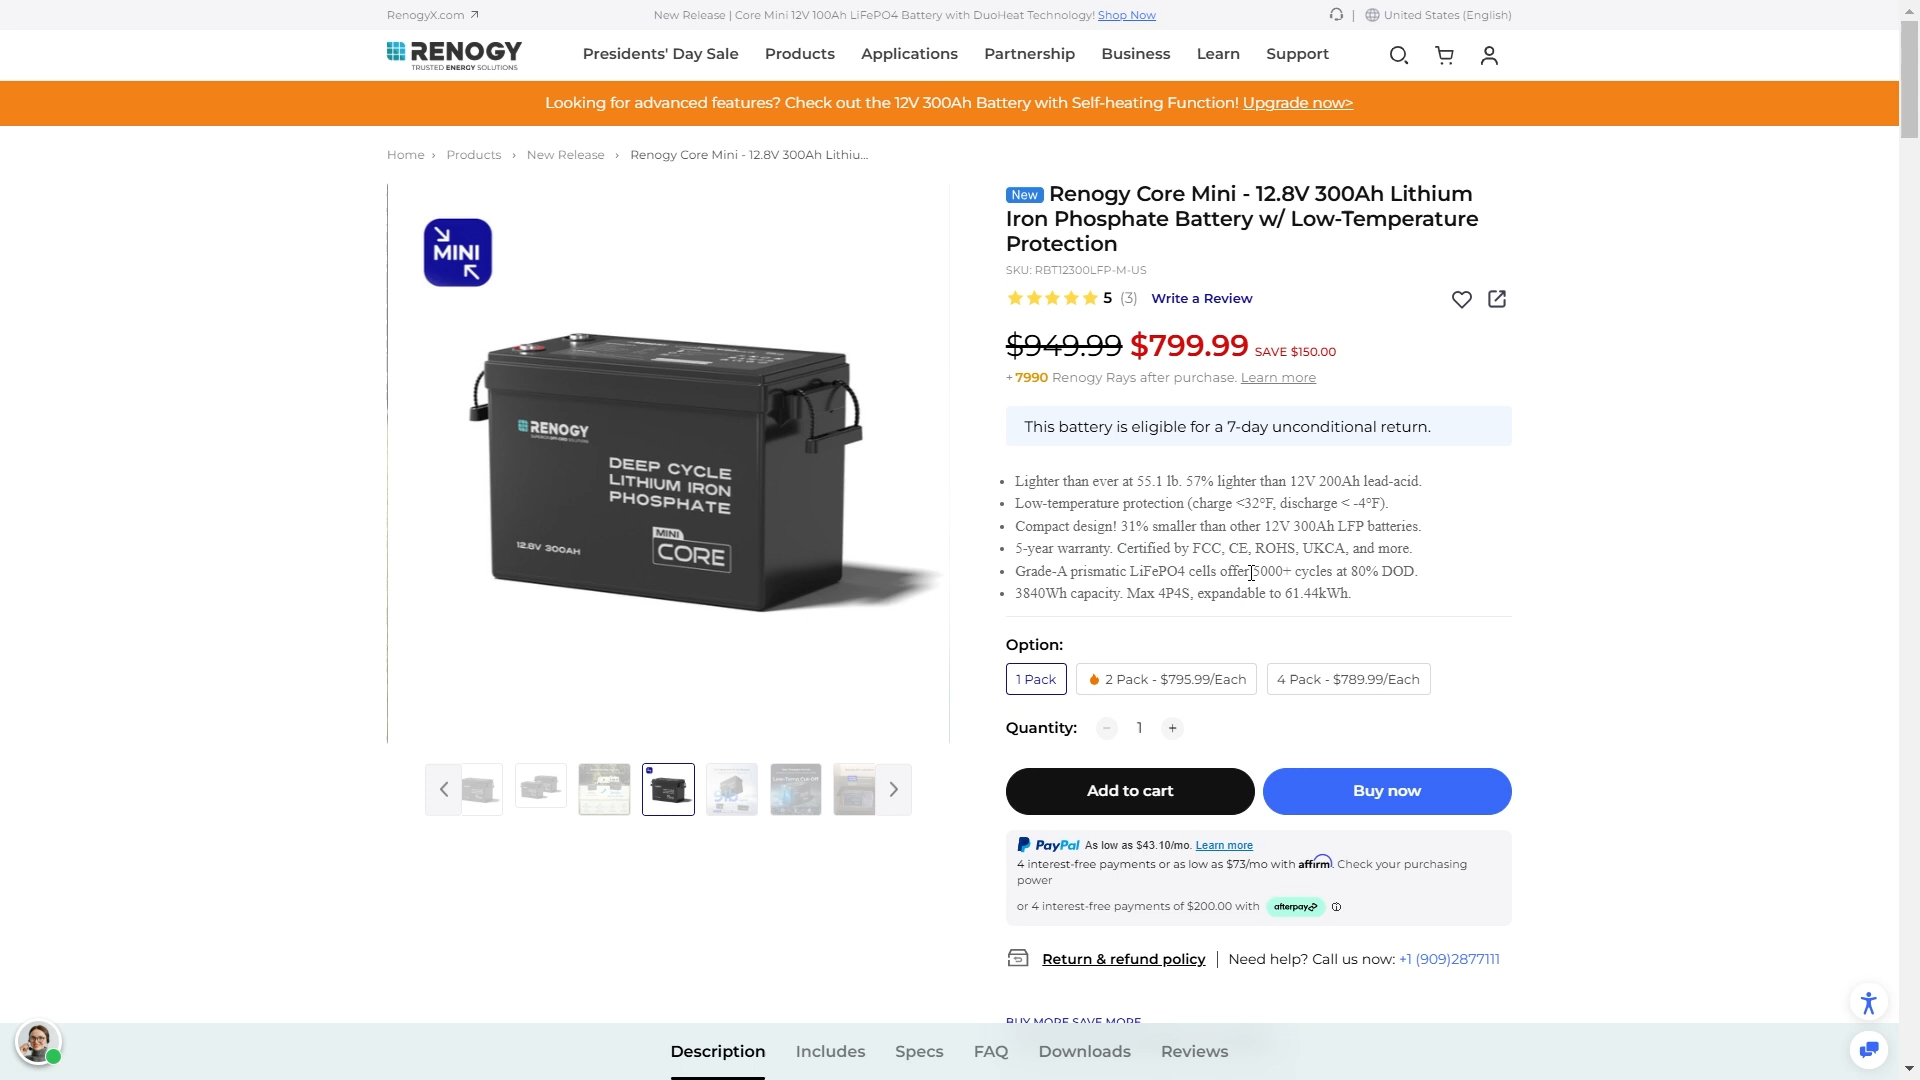 RenogyX.com
New Release | Core Mini 12V 100Ah LiFePO4 Battery with DuoHeat Technology! Shop Now
United States (English)
RENOGY
TRUSTED ENERGY SOLUTIONS
Presidents' Day Sale
Products
Applications
Partnership
Business
Learn
Support
Looking for advanced features? Check out the 12V 300Ah Battery with Self-heating Function! Upgrade now>
Home › Products › New Release › Renogy Core Mini - 12.8V 300Ah Lithiu...
MINI
RENOGY
DEEP CYCLE
LITHIUM IRON
PHOSPHATE
12.8V 300AH
MINI
CORE
New Renogy Core Mini - 12.8V 300Ah Lithium
Iron Phosphate Battery w/ Low-Temperature
Protection
SKU: RBT12300LFP-M-US
5 (3) Write a Review
$949.99 $799.99 SAVE $150.00
+ 7990 Renogy Rays after purchase. Learn more
This battery is eligible for a 7-day unconditional return.
• Lighter than ever at 55.1 lb. 57% lighter than 12V 200Ah lead-acid.
• Low-temperature protection (charge <32°F, discharge < -4°F).
• Compact design! 31% smaller than other 12V 300Ah LFP batteries.
• 5-year warranty. Certified by FCC, CE, ROHS, UKCA, and more.
• Grade-A prismatic LiFePO4 cells offer 5000+ cycles at 80% DOD.
• 3840Wh capacity. Max 4P4S, expandable to 61.44kWh.
Option:
1 Pack
2 Pack - $795.99/Each
4 Pack - $789.99/Each
Quantity: − 1 +
Add to cart
Buy now
PayPal As low as $43.10/mo. Learn more
4 interest-free payments or as low as $73/mo with affirm. Check your purchasing
power
or 4 interest-free payments of $200.00 with afterpay
Return & refund policy | Need help? Call us now: +1 (909)2877111
BUY MORE SAVE MORE
Description
Includes
Specs
FAQ
Downloads
Reviews